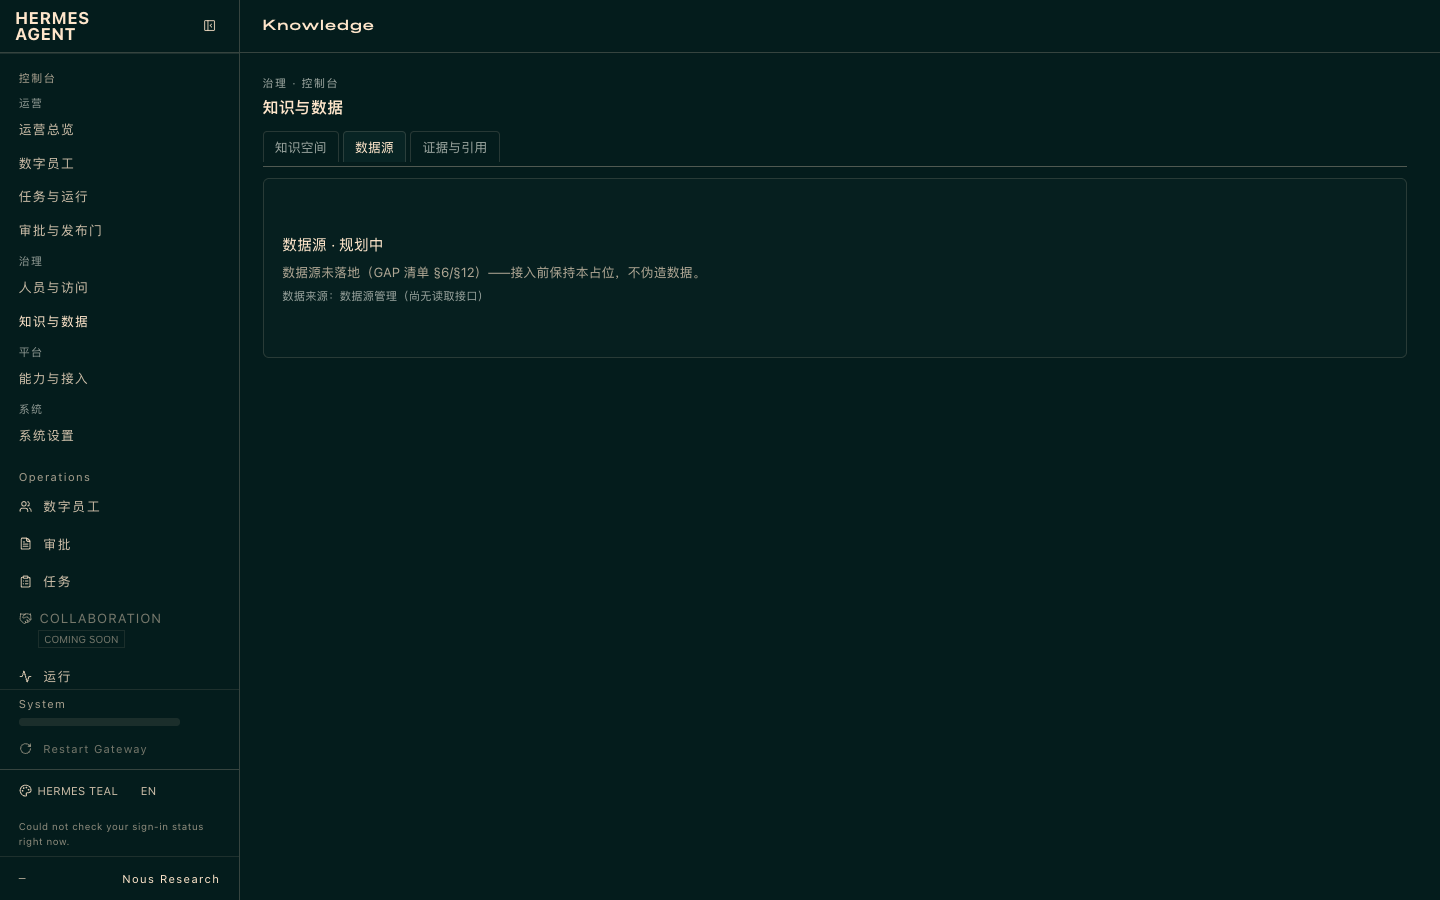 HERMES
AGENT
控制台
运营
运营总览
数字员工
任务与运行
审批与发布门
治理
人员与访问
知识与数据
平台
能力与接入
系统
系统设置
Operations
数字员工
审批
任务
COLLABORATION
COMING SOON
运行
System
Restart Gateway
HERMES TEAL EN
Could not check your sign-in status
right now.
– Nous Research
Knowledge
治理 · 控制台
知识与数据
知识空间 数据源 证据与引用
数据源 · 规划中
数据源未落地（GAP 清单 §6/§12）——接入前保持本占位，不伪造数据。
数据来源：数据源管理（尚无读取接口）